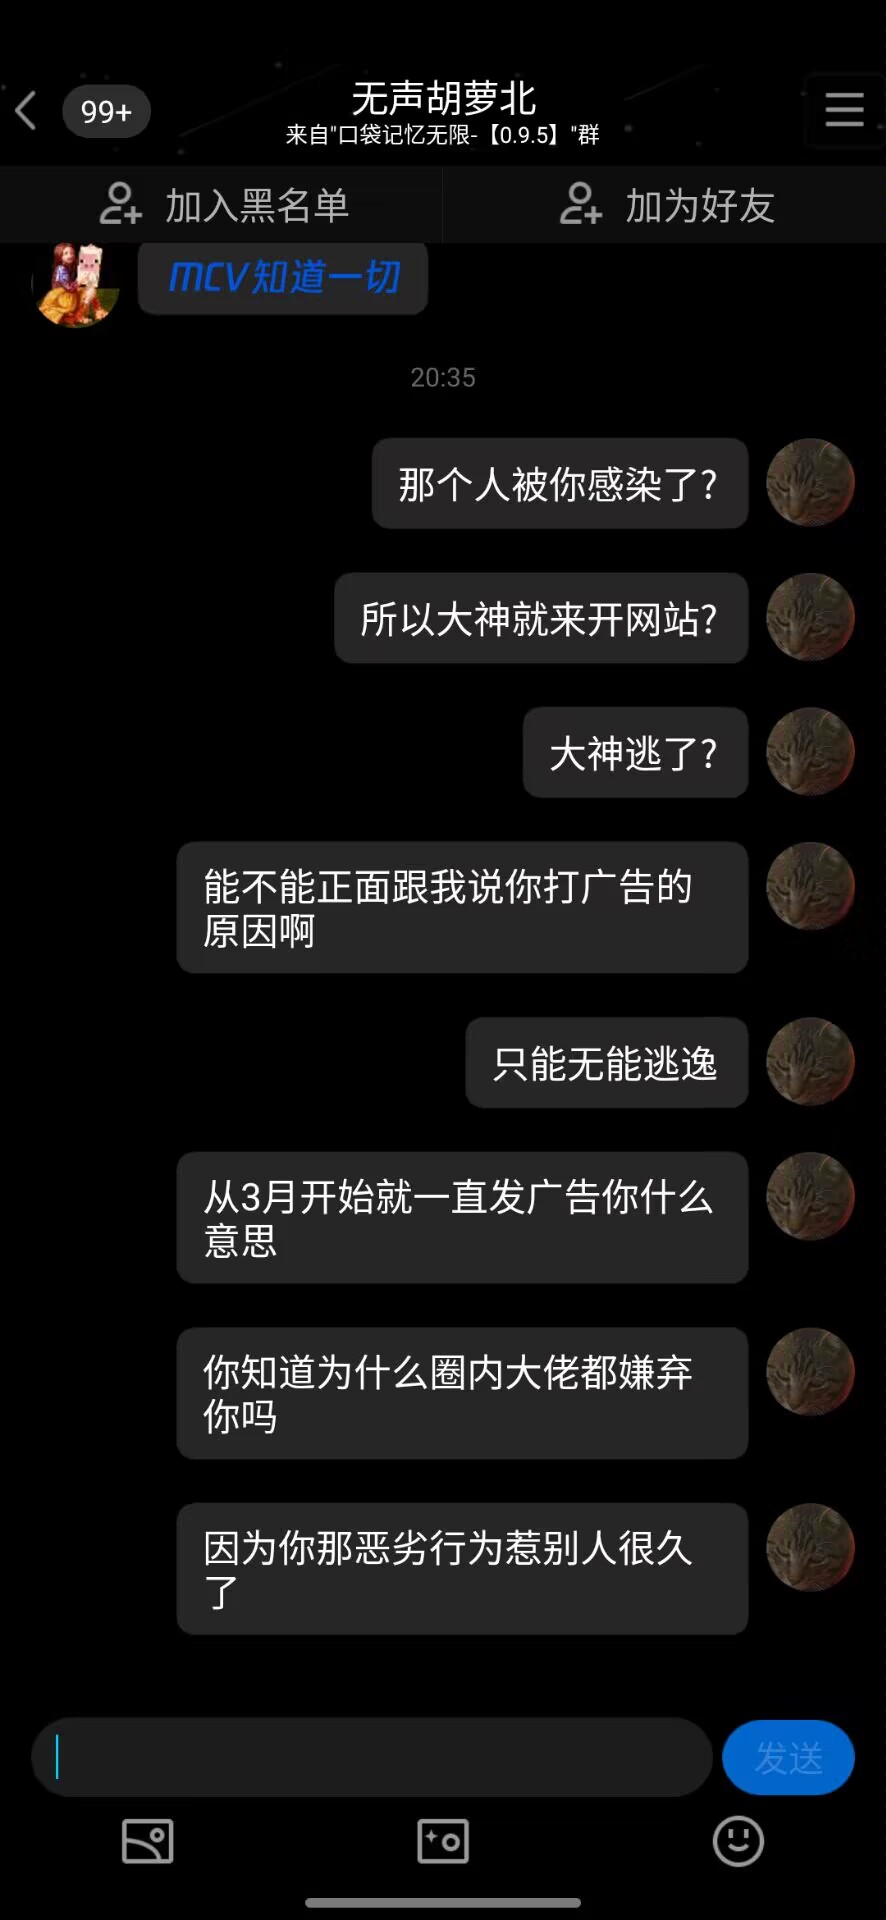 99+
无声胡萝北
来自"口袋记忆无限-【0.9.5】"群
加入黑名单
加为好友
MCV知道一切
20:35
那个人被你感染了?
所以大神就来开网站?
大神逃了?
能不能正面跟我说你打广告的
原因啊
只能无能逃逸
从3月开始就一直发广告你什么
意思
你知道为什么圈内大佬都嫌弃
你吗
因为你那恶劣行为惹别人很久
了
发送